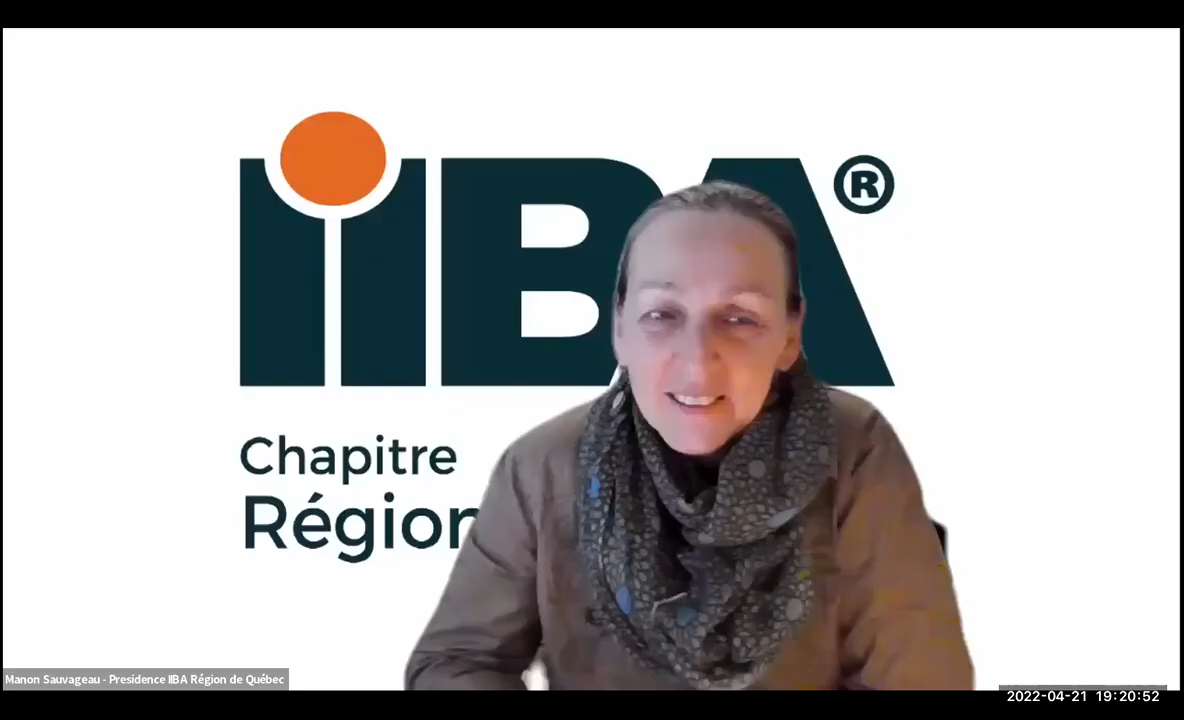 iiBA®
Chapitre
Région
Manon Sauvageau - Presidence IIBA Région de Québec
2022-04-21 19:20:52